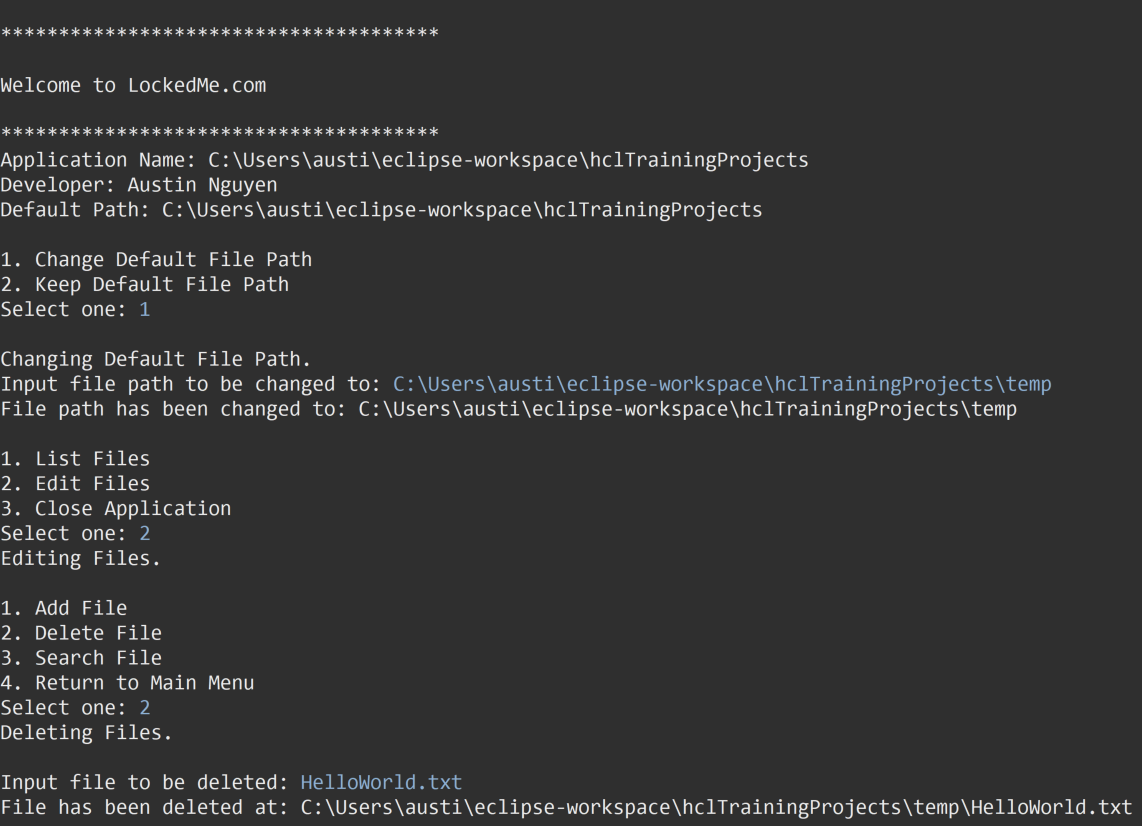 **************************************
Welcome to LockedMe.com
**************************************
Application Name: C:\Users\austi\eclipse-workspace\hclTrainingProjects
Developer: Austin Nguyen
Default Path: C:\Users\austi\eclipse-workspace\hclTrainingProjects
1. Change Default File Path
2. Keep Default File Path
Select one: 1
Changing Default File Path.
Input file path to be changed to: C:\Users\austi\eclipse-workspace\hclTrainingProjects\temp
File path has been changed to: C:\Users\austi\eclipse-workspace\hclTrainingProjects\temp
1. List Files
2. Edit Files
3. Close Application
Select one: 2
Editing Files.
1. Add File
2. Delete File
3. Search File
4. Return to Main Menu
Select one: 2
Deleting Files.
Input file to be deleted: HelloWorld.txt
File has been deleted at: C:\Users\austi\eclipse-workspace\hclTrainingProjects\temp\HelloWorld.txt